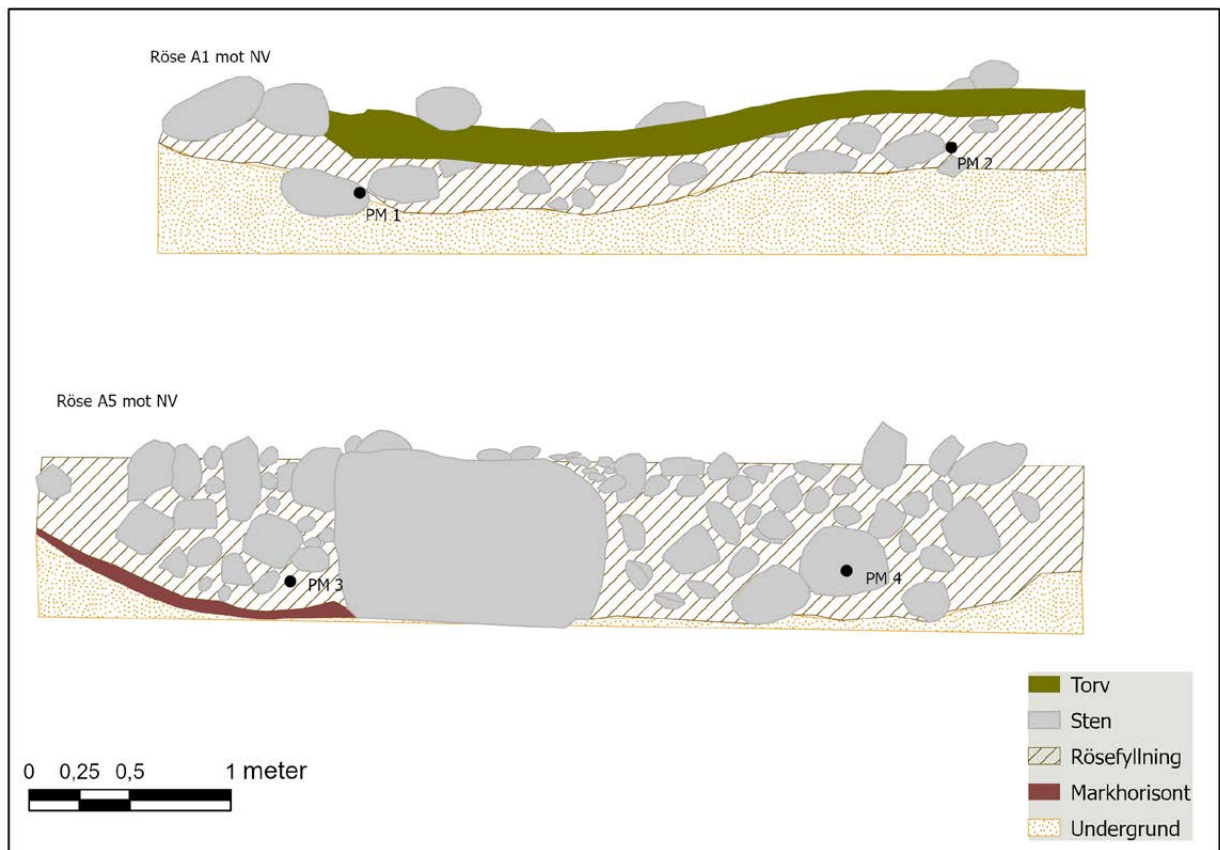 Röse A1 mot NV
PM 2
PM 1
Röse A5 mot NV
PM 3
PM 4
Torv
Sten
Rösefyllning
Markhorisont
Undergrund
0 0,25 0,5 1 meter